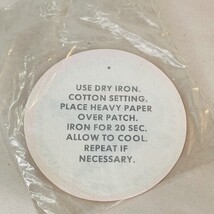 USE DRY IRON.
COTTON SETTING.
PLACE HEAVY PAPER
OVER PATCH.
IRON FOR 20 SEC.
ALLOW TO COOL.
REPEAT IF
NECESSARY.